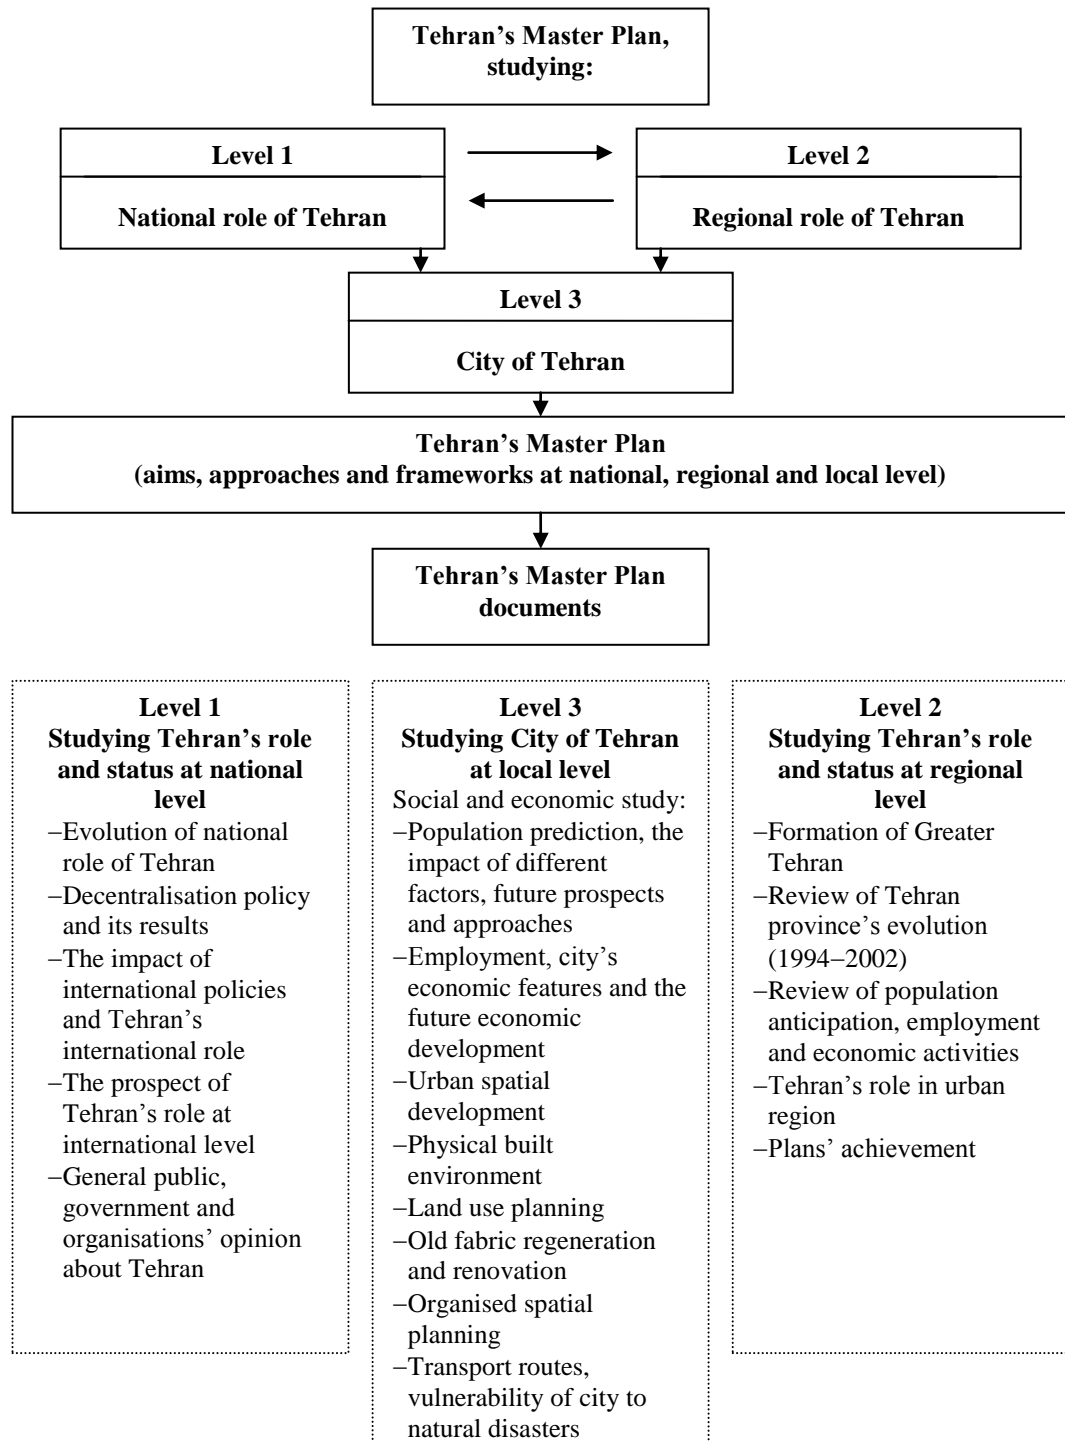 Tehran’s Master Plan,
studying:
Level 1
National role of Tehran
Level 2
Regional role of Tehran
Level 3
City of Tehran
Tehran’s Master Plan
(aims, approaches and frameworks at national, regional and local level)
Tehran’s Master Plan
documents
Level 1
Studying Tehran’s role
and status at national
level
–Evolution of national
role of Tehran
–Decentralisation policy
and its results
–The impact of
international policies
and Tehran’s
international role
–The prospect of
Tehran’s role at
international level
–General public,
government and
organisations’ opinion
about Tehran
Level 3
Studying City of Tehran
at local level
Social and economic study:
–Population prediction, the
impact of different
factors, future prospects
and approaches
–Employment, city’s
economic features and the
future economic
development
–Urban spatial
development
–Physical built
environment
–Land use planning
–Old fabric regeneration
and renovation
–Organised spatial
planning
–Transport routes,
vulnerability of city to
natural disasters
Level 2
Studying Tehran’s role
and status at regional
level
–Formation of Greater
Tehran
–Review of Tehran
province’s evolution
(1994–2002)
–Review of population
anticipation, employment
and economic activities
–Tehran’s role in urban
region
–Plans’ achievement